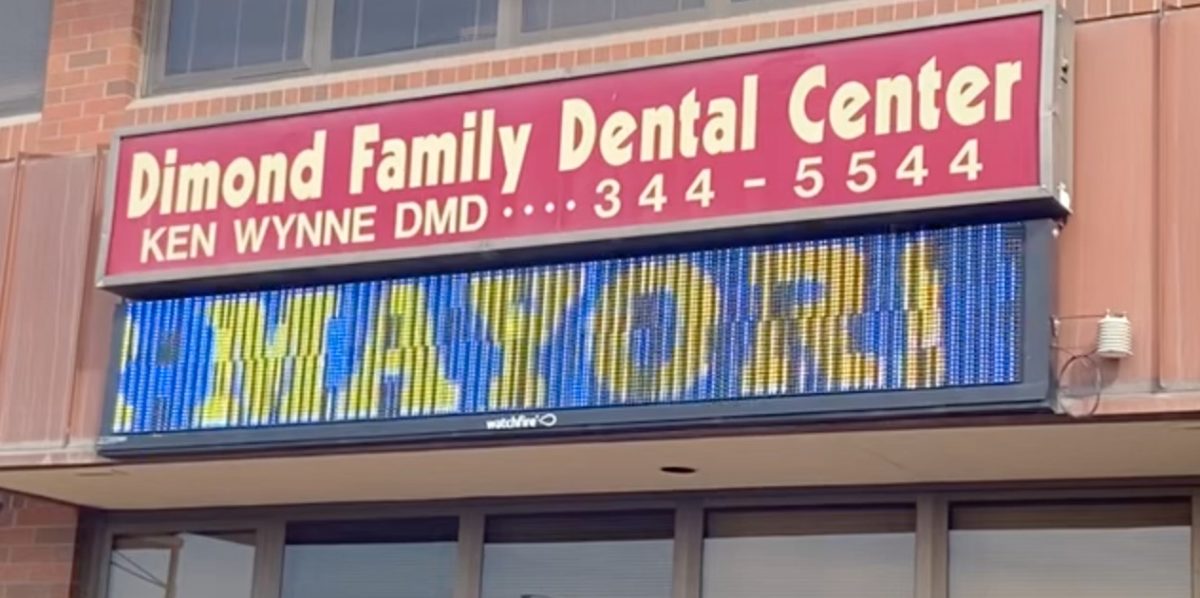 Dimond Family Dental Center
KEN WYNNE DMD .... 344 - 5544
MAYOR!
watchfire